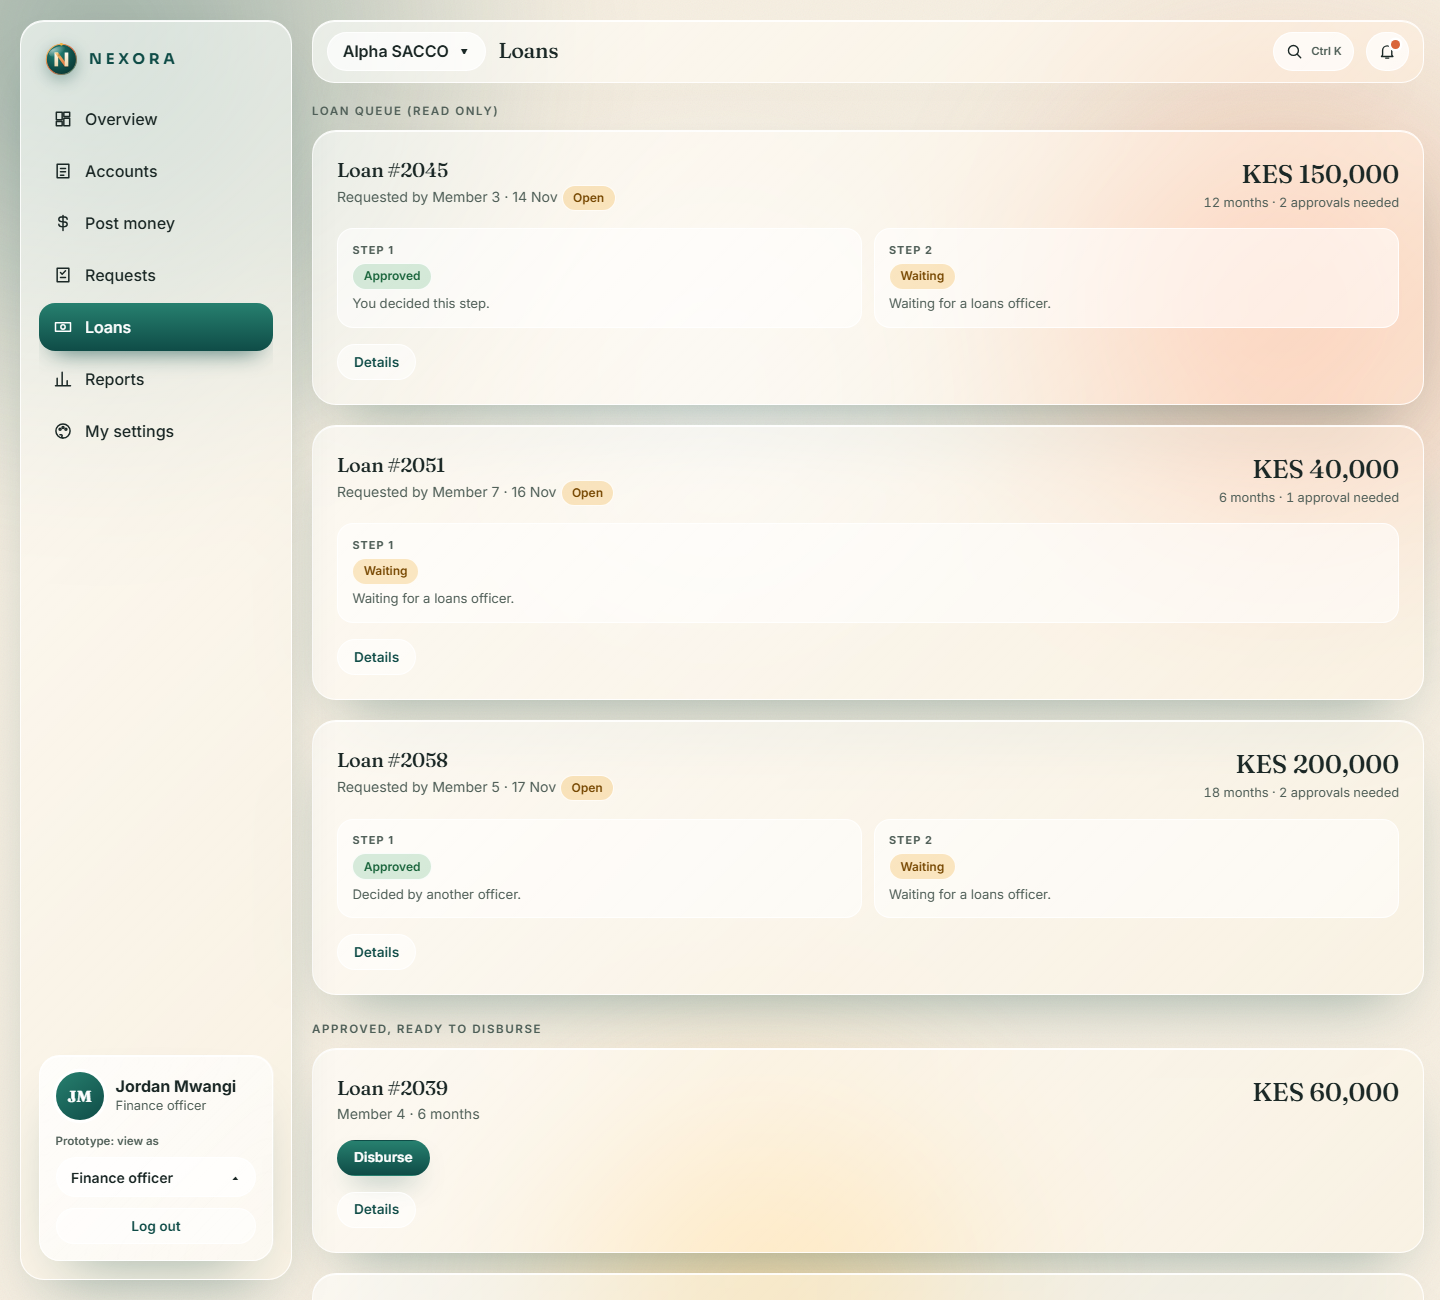 NEXORA
Overview
Accounts
Post money
Requests
Loans
Reports
My settings
JM
Jordan Mwangi
Finance officer
Prototype: view as
Finance officer
Log out
Alpha SACCO
Loans
Ctrl K
LOAN QUEUE (READ ONLY)
Loan #2045
Requested by Member 3 · 14 Nov Open
KES 150,000
12 months · 2 approvals needed
STEP 1
Approved
You decided this step.
STEP 2
Waiting
Waiting for a loans officer.
Details
Loan #2051
Requested by Member 7 · 16 Nov Open
KES 40,000
6 months · 1 approval needed
STEP 1
Waiting
Waiting for a loans officer.
Details
Loan #2058
Requested by Member 5 · 17 Nov Open
KES 200,000
18 months · 2 approvals needed
STEP 1
Approved
Decided by another officer.
STEP 2
Waiting
Waiting for a loans officer.
Details
APPROVED, READY TO DISBURSE
Loan #2039
Member 4 · 6 months
KES 60,000
Disburse
Details